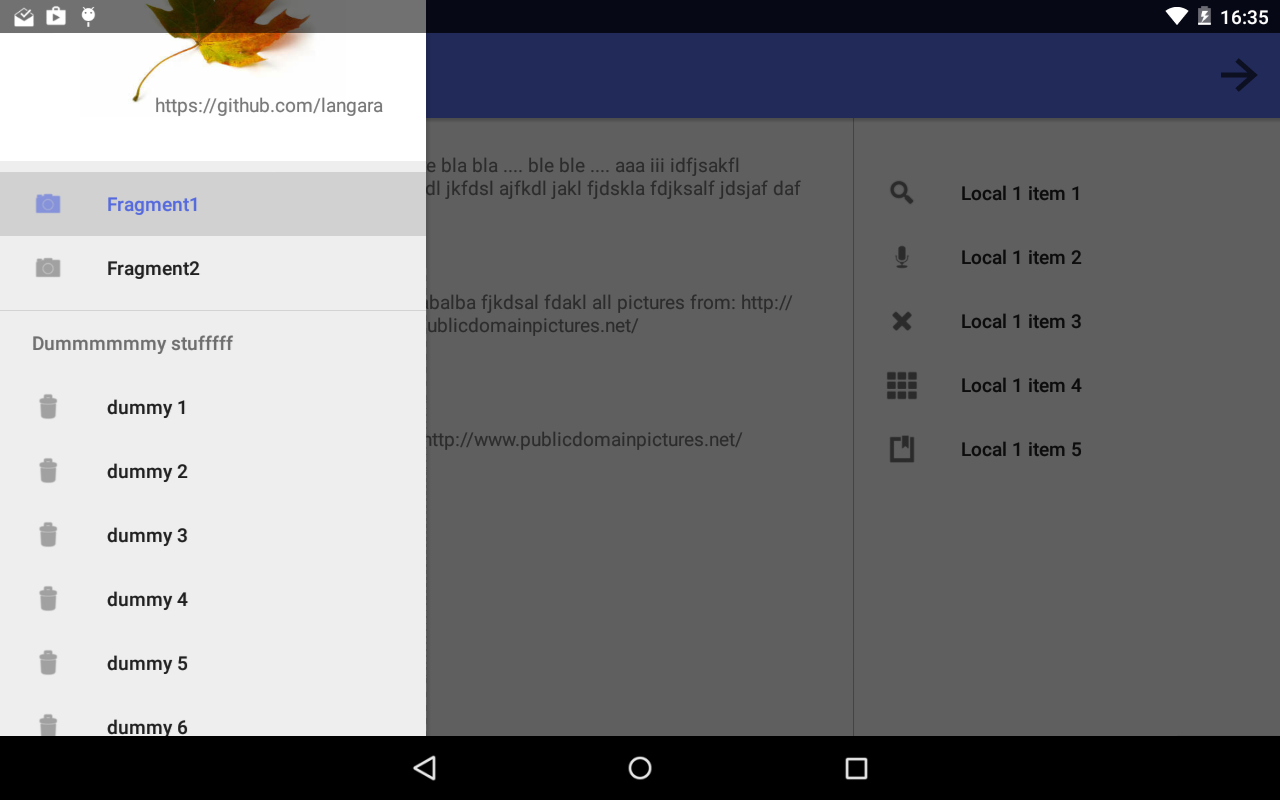 16:35
https://github.com/langara
Fragment1
Fragment2
Dummmmmmy stufffff
dummy 1
dummy 2
dummy 3
dummy 4
dummy 5
dummy 6
e bla bla .... ble ble .... aaa iii idfjsakfl
dl jkfdsl ajfkdl jakl fjdskla fdjksalf jdsjaf daf
balba fjkdsal fdakl all pictures from: http://
ublicdomainpictures.net/
http://www.publicdomainpictures.net/
Local 1 item 1
Local 1 item 2
Local 1 item 3
Local 1 item 4
Local 1 item 5